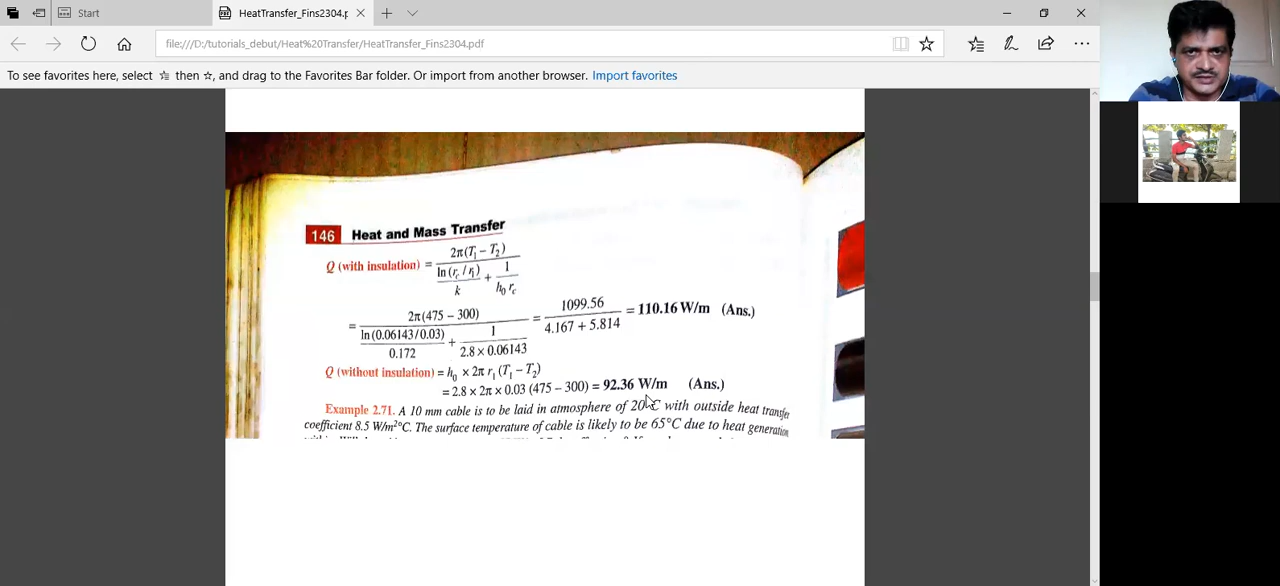 Start
HeatTransfer_Fins2304.p
file:///D:/tutorials_debut/Heat%20Transfer/HeatTransfer_Fins2304.pdf
To see favorites here, select ☆ then ☆, and drag to the Favorites Bar folder. Or import from another browser. Import favorites
146 Heat and Mass Transfer
Q (with insulation) = 2π(T₁ − T₂) / (ln (r_c / r₁) / k + 1 / (h₀ r_c))
= 2π(475 − 300) / (ln (0.06143/0.03) / 0.172 + 1 / (2.8 × 0.06143)) = 1099.56 / (4.167 + 5.814) = 110.16 W/m (Ans.)
Q (without insulation) = h₀ × 2π r₁ (T₁ − T₂)
= 2.8 × 2π × 0.03 (475 − 300) = 92.36 W/m (Ans.)
Example 2.71. A 10 mm cable is to be laid in atmosphere of 20°C with outside heat transfer
coefficient 8.5 W/m²°C. The surface temperature of cable is likely to be 65°C due to heat generation